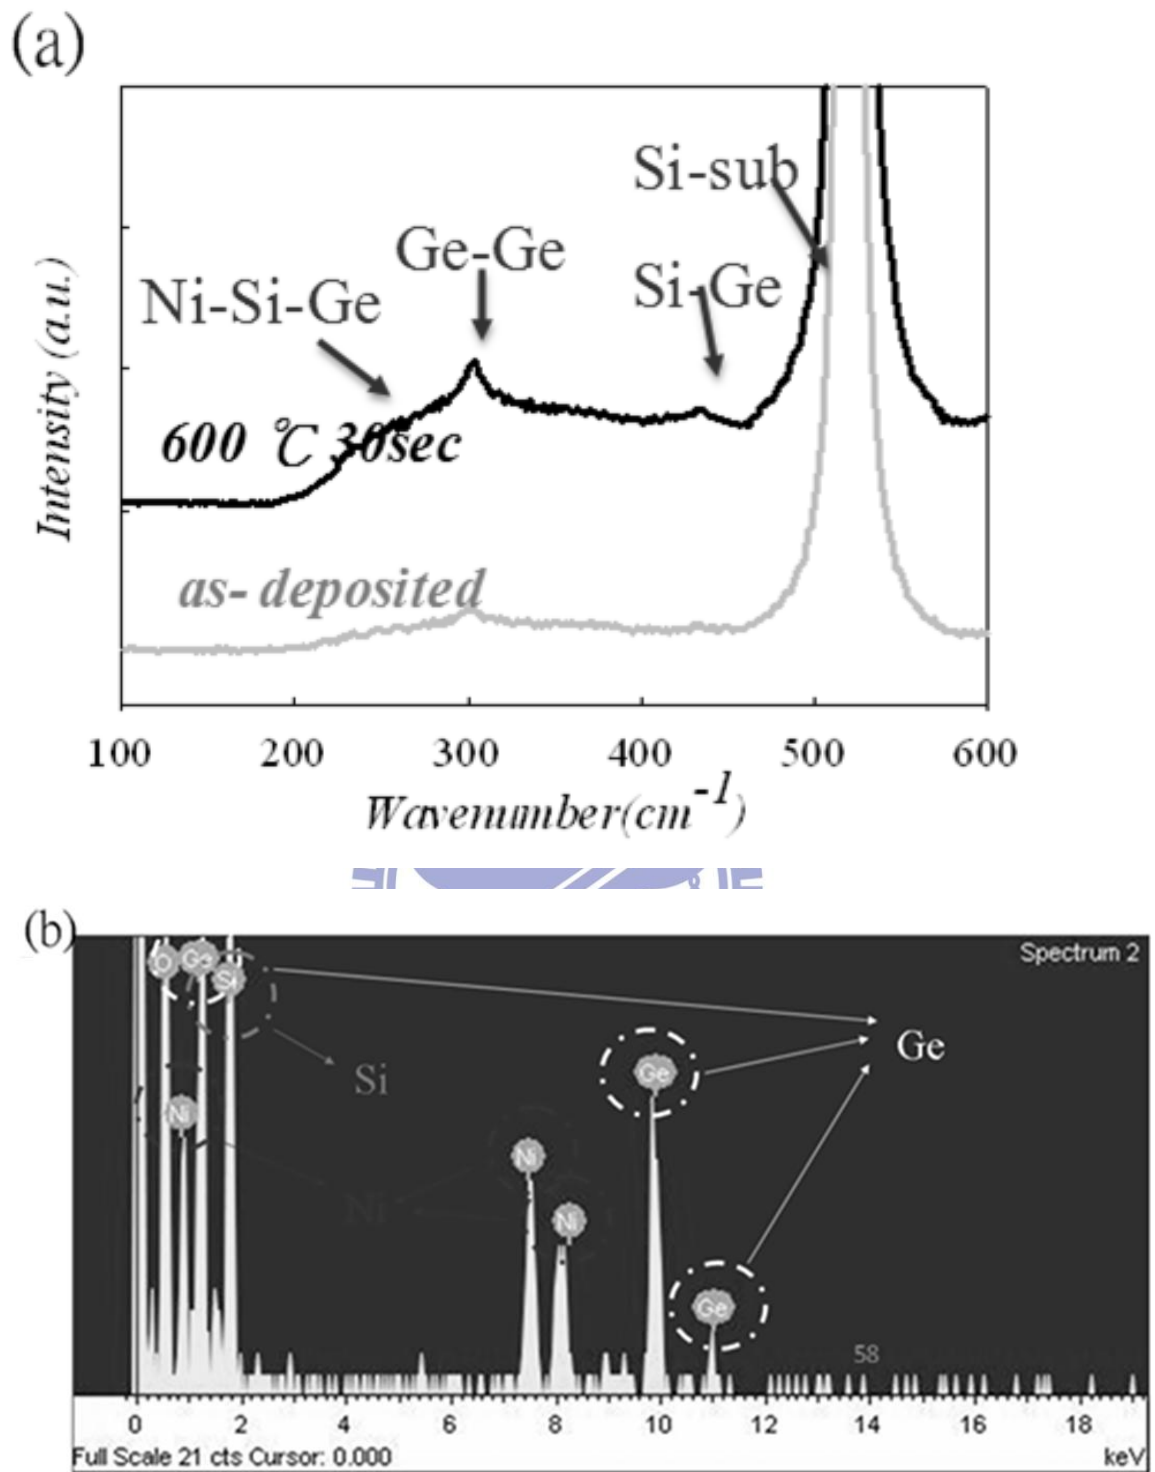 (a)
Si-sub
Ge-Ge
Si-Ge
Ni-Si-Ge
600 ℃ 30sec
as- deposited
Intensity (a.u.)
100 200 300 400 500 600
Wavenumber(cm⁻¹)
(b)
Spectrum 2
O Ge Si
Ge
Ge
Si
Ni
Ni
Ni
Ni
Ge
58
0 2 4 6 8 10 12 14 16 18
Full Scale 21 cts Cursor: 0.000 keV